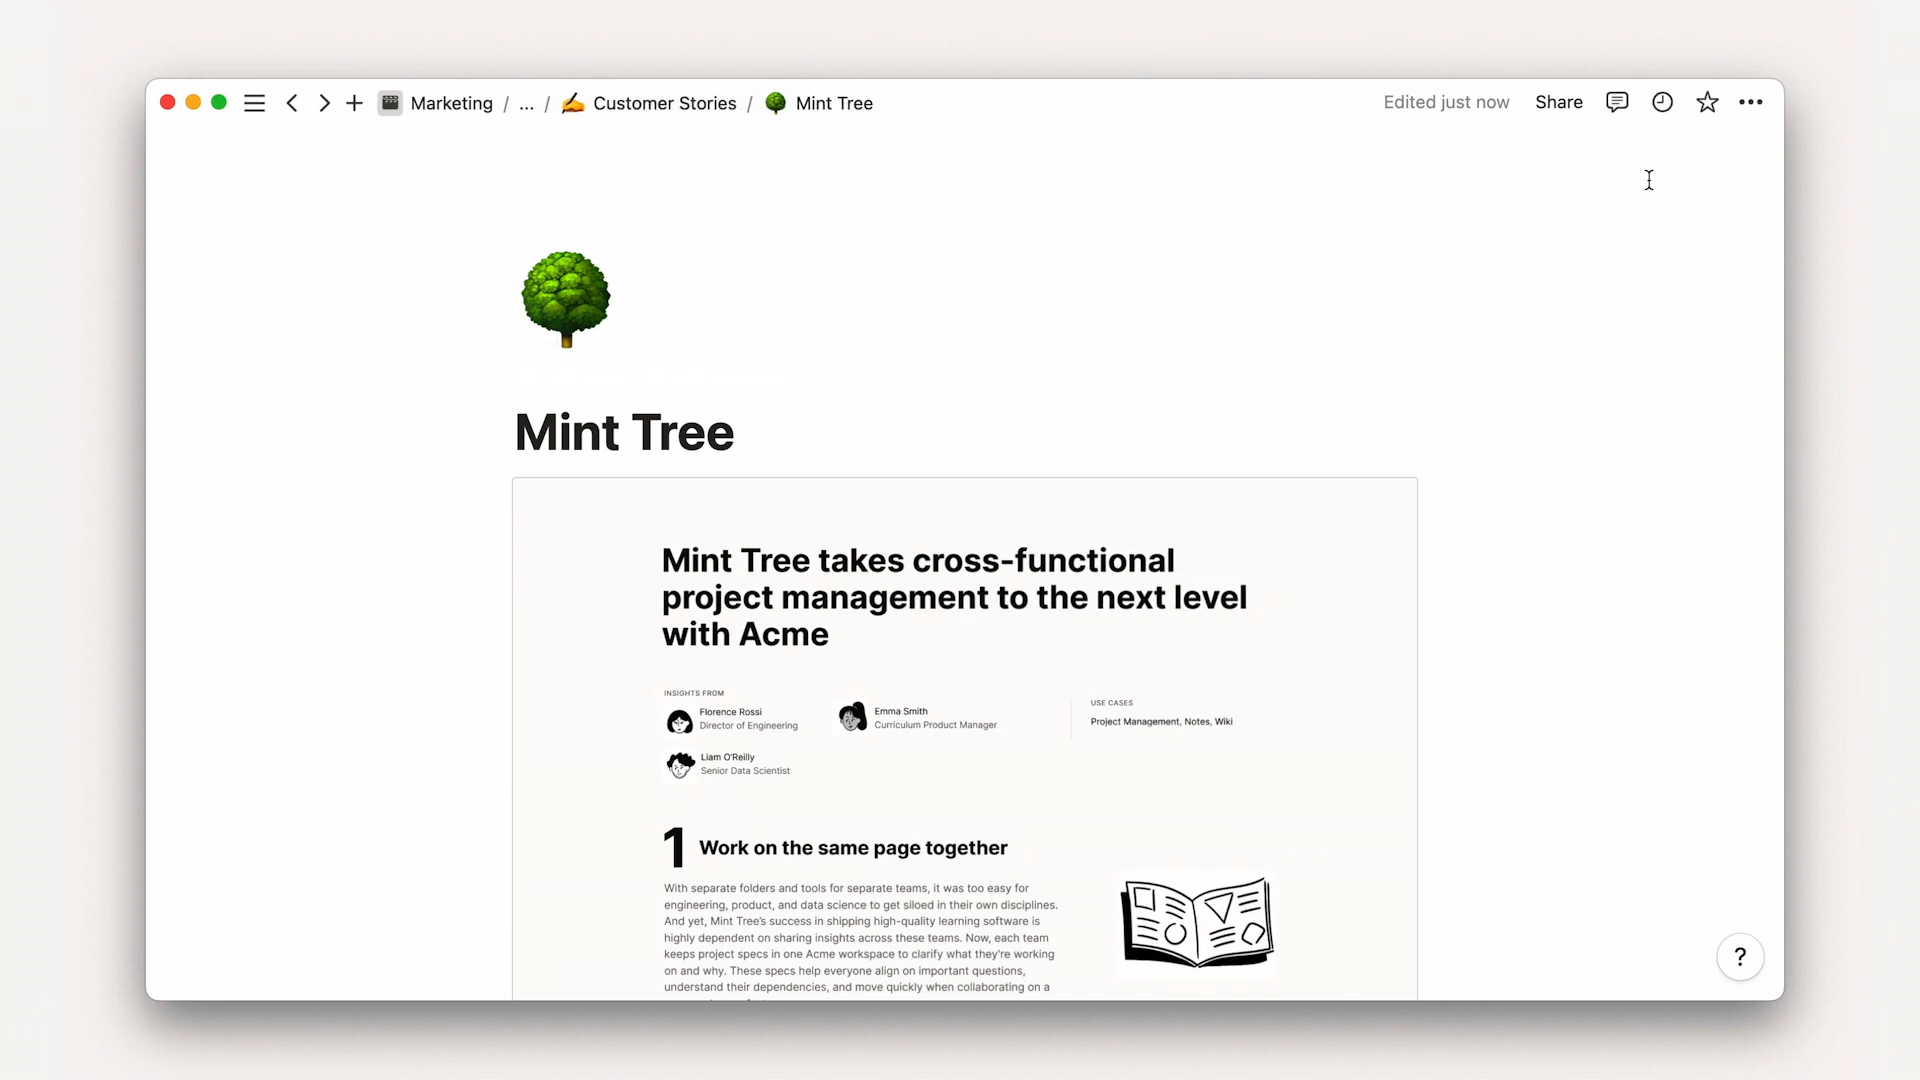 Marketing / ... / Customer Stories / Mint Tree
Edited just now Share
Mint Tree
Mint Tree takes cross-functional
project management to the next level
with Acme
INSIGHTS FROM
Florence Rossi
Director of Engineering
Emma Smith
Curriculum Product Manager
Liam O'Reilly
Senior Data Scientist
USE CASES
Project Management, Notes, Wiki
1 Work on the same page together
With separate folders and tools for separate teams, it was too easy for
engineering, product, and data science to get siloed in their own disciplines.
And yet, Mint Tree's success in shipping high-quality learning software is
highly dependent on sharing insights across these teams. Now, each team
keeps project specs in one Acme workspace to clarify what they're working
on and why. These specs help everyone align on important questions,
understand their dependencies, and move quickly when collaborating on a
?